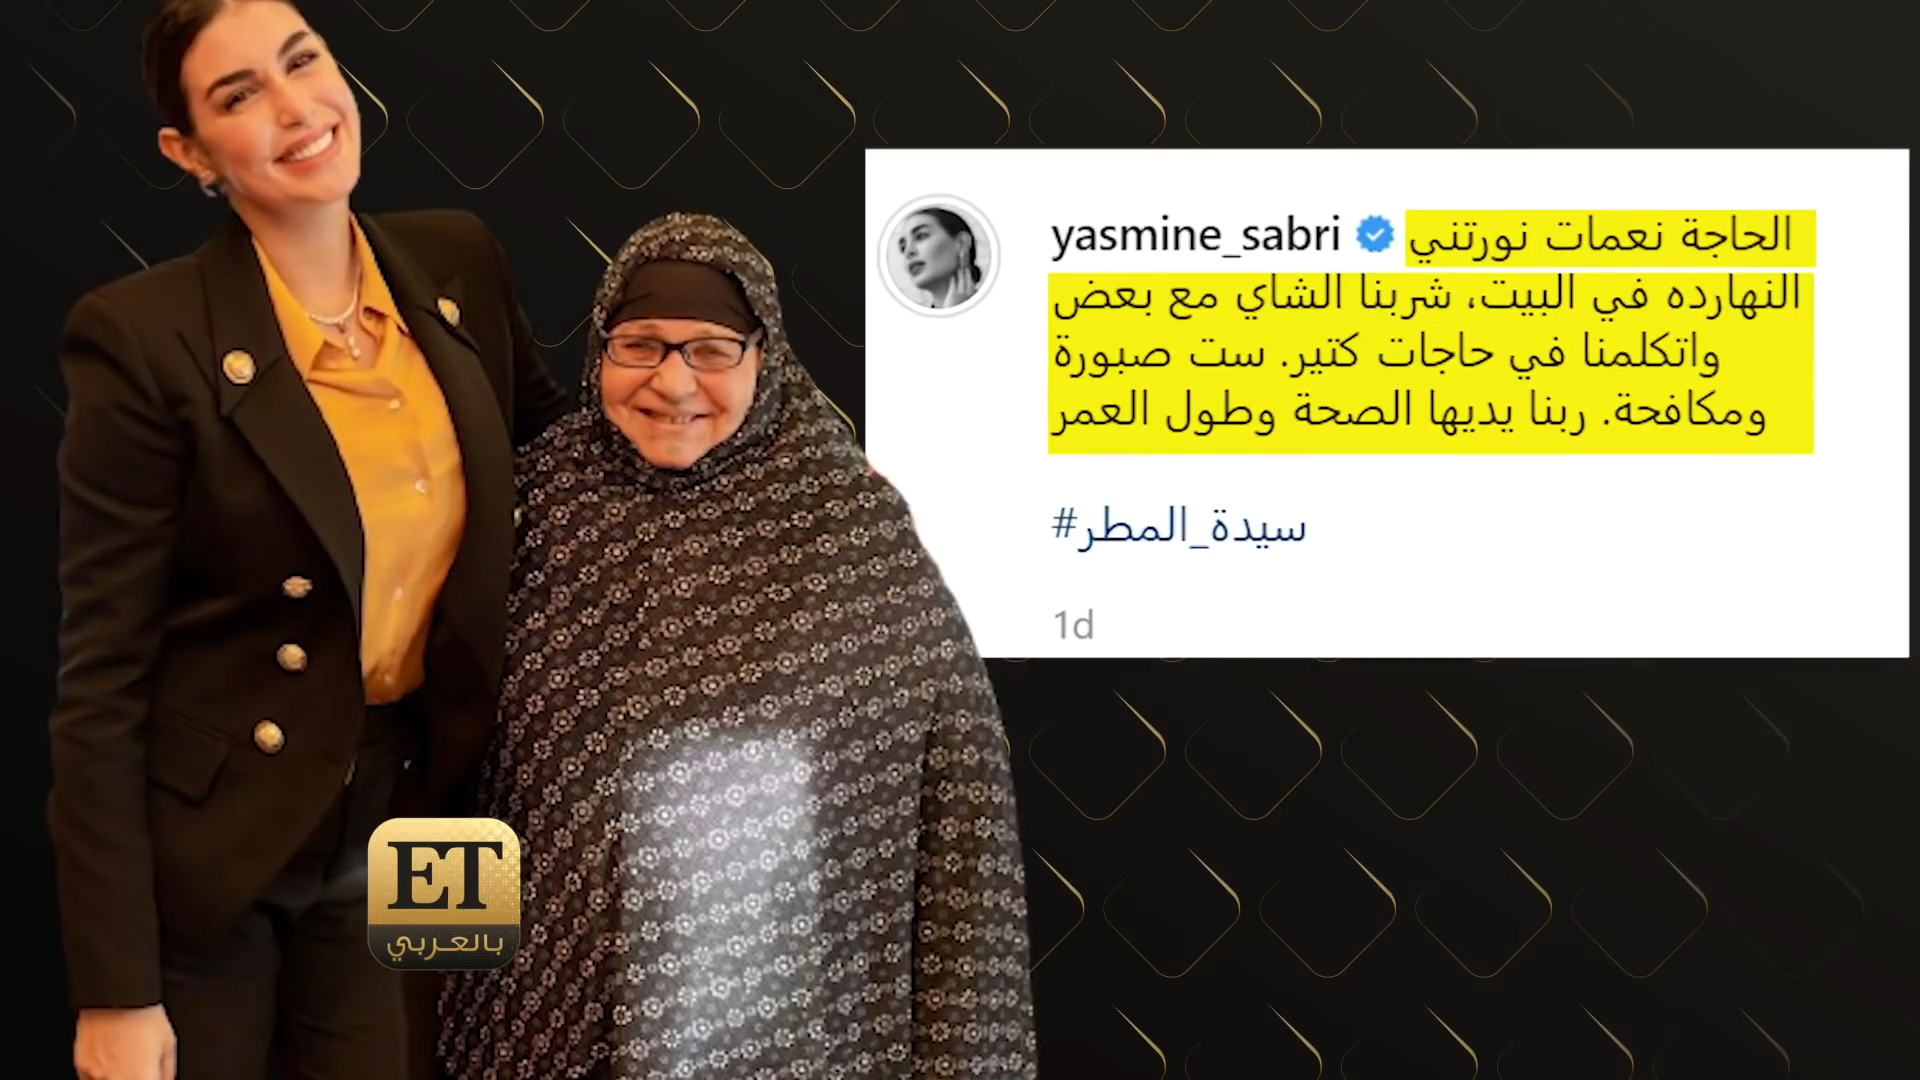 yasmine_sabri الحاجة نعمات نورتني
النهارده في البيت، شربنا الشاي مع بعض
واتكلمنا في حاجات كتير. ست صبورة
ومكافحة. ربنا يديها الصحة وطول العمر
#سيدة_المطر
1d
ET
بالعربي